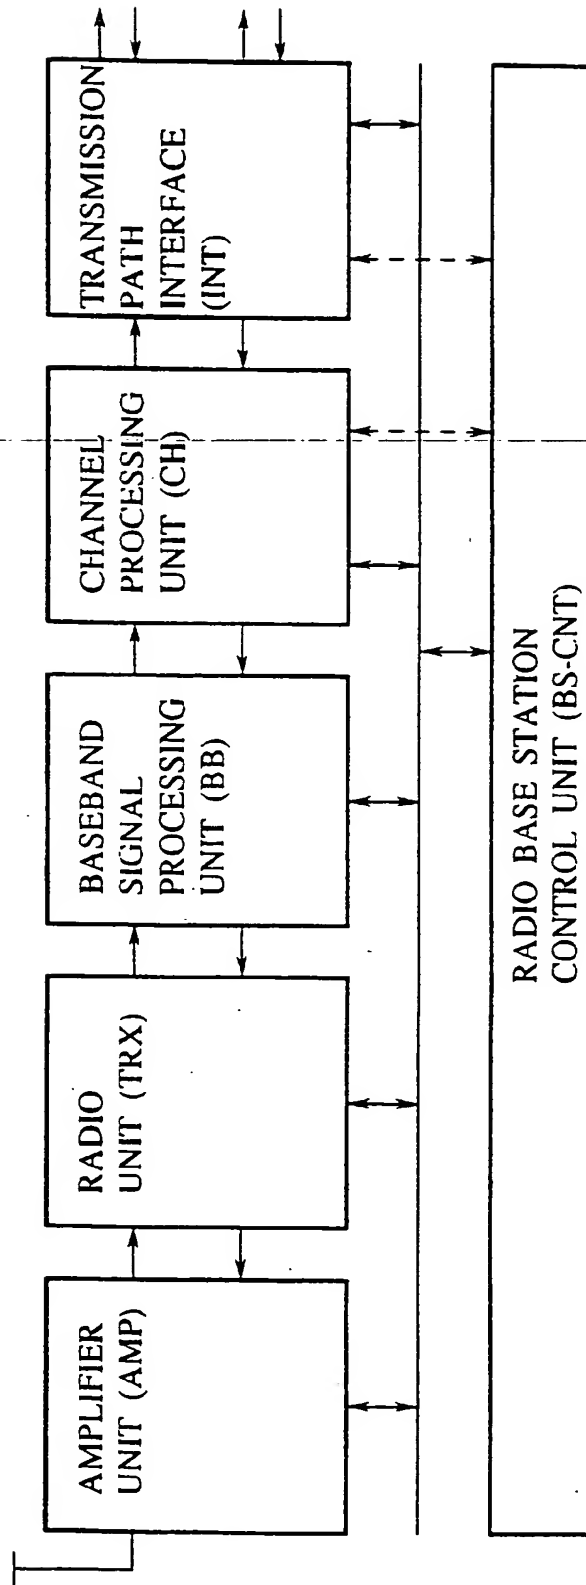 AMPLIFIER
UNIT (AMP)
RADIO
UNIT (TRX)
BASEBAND
SIGNAL
PROCESSING
UNIT (BB)
CHANNEL
PROCESSING
UNIT (CH)
TRANSMISSION
PATH
INTERFACE
(INT)
RADIO BASE STATION
CONTROL UNIT (BS-CNT)